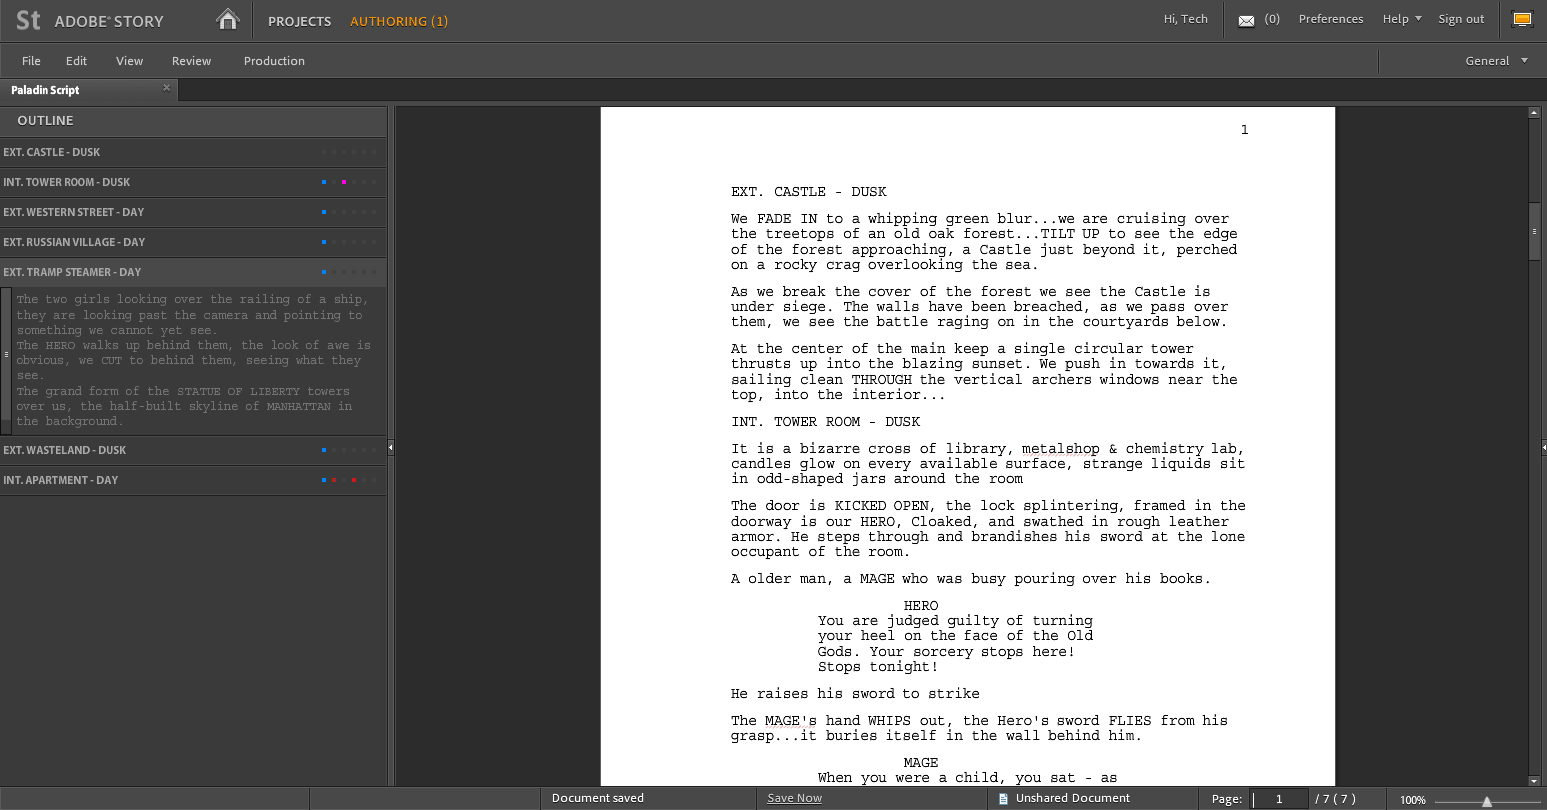 St ADOBE® STORY PROJECTS AUTHORING (1) Hi, Tech (0) Preferences Help Sign out
File Edit View Review Production General
Paladin Script ×
OUTLINE
EXT. CASTLE - DUSK
INT. TOWER ROOM - DUSK
EXT. WESTERN STREET - DAY
EXT. RUSSIAN VILLAGE - DAY
EXT. TRAMP STEAMER - DAY
The two girls looking over the railing of a ship,
they are looking past the camera and pointing to
something we cannot yet see.
The HERO walks up behind them, the look of awe is
obvious, we CUT to behind them, seeing what they
see.
The grand form of the STATUE OF LIBERTY towers
over us, the half-built skyline of MANHATTAN in
the background.
EXT. WASTELAND - DUSK
INT. APARTMENT - DAY
1
EXT. CASTLE - DUSK
We FADE IN to a whipping green blur...we are cruising over
the treetops of an old oak forest...TILT UP to see the edge
of the forest approaching, a Castle just beyond it, perched
on a rocky crag overlooking the sea.
As we break the cover of the forest we see the Castle is
under siege. The walls have been breached, as we pass over
them, we see the battle raging on in the courtyards below.
At the center of the main keep a single circular tower
thrusts up into the blazing sunset. We push in towards it,
sailing clean THROUGH the vertical archers windows near the
top, into the interior...
INT. TOWER ROOM - DUSK
It is a bizarre cross of library, metalshop & chemistry lab,
candles glow on every available surface, strange liquids sit
in odd-shaped jars around the room
The door is KICKED OPEN, the lock splintering, framed in the
doorway is our HERO, Cloaked, and swathed in rough leather
armor. He steps through and brandishes his sword at the lone
occupant of the room.
A older man, a MAGE who was busy pouring over his books.
HERO
You are judged guilty of turning
your heel on the face of the Old
Gods. Your sorcery stops here!
Stops tonight!
He raises his sword to strike
The MAGE's hand WHIPS out, the Hero's sword FLIES from his
grasp...it buries itself in the wall behind him.
MAGE
When you were a child, you sat - as
Document saved Save Now Unshared Document Page: 1 / 7 ( 7 ) 100%